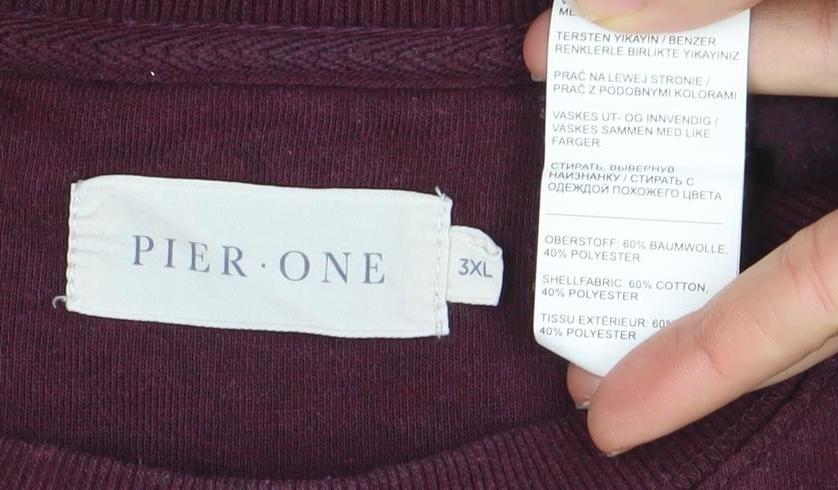 PIER · ONE
3XL
TERSTEN YIKAYIN / BENZER
RENKLERLE BIRLIKTE YIKAYINIZ
PRAĆ NA LEWEJ STRONIE /
PRAĆ Z PODOBNYMI KOLORAMI
VASKES UT- OG INNVENDIG /
VASKES SAMMEN MED LIKE
FARGER
СТИРАТЬ, ВЫВЕРНУВ
НАИЗНАНКУ / СТИРАТЬ С
ОДЕЖДОЙ ПОХОЖЕГО ЦВЕТА
OBERSTOFF: 60% BAUMWOLLE,
40% POLYESTER
SHELLFABRIC: 60% COTTON,
40% POLYESTER
TISSU EXTÉRIEUR: 60%
40% POLYESTER